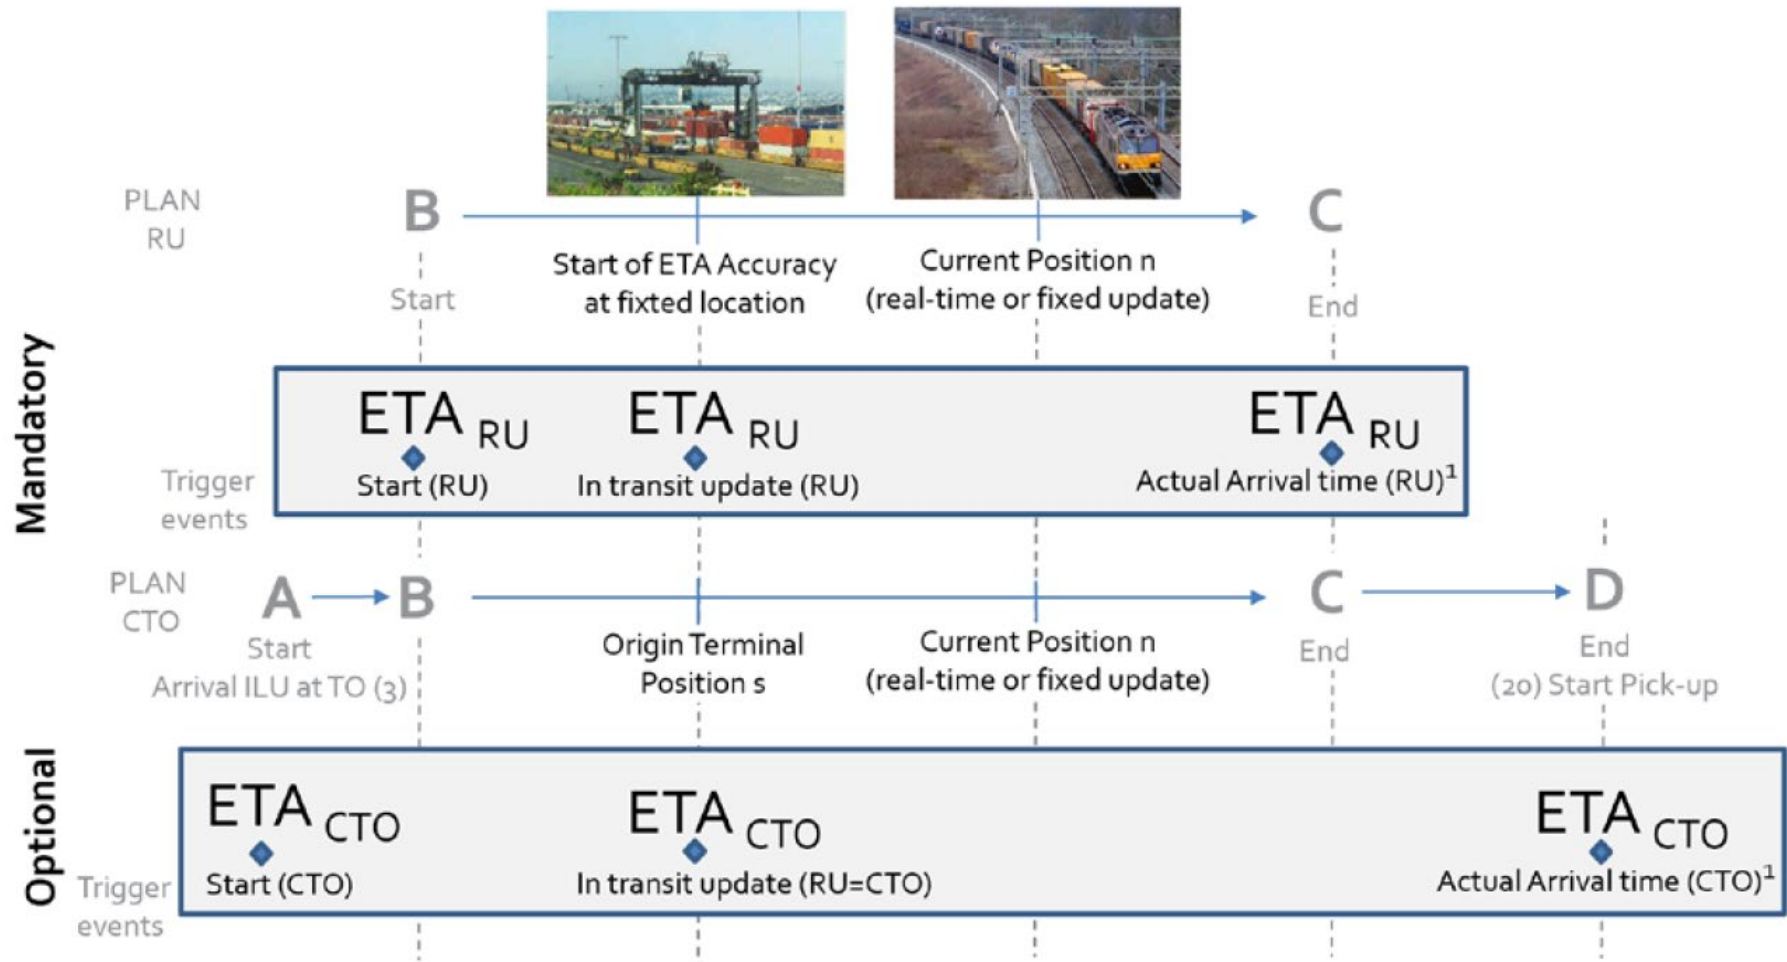 PLAN
RU
B
C
Start of ETA Accuracy
at fixted location
Current Position n
(real-time or fixed update)
Start
End
Mandatory
ETA RU
ETA RU
ETA RU
Trigger
events
Start (RU)
In transit update (RU)
Actual Arrival time (RU)¹
PLAN
CTO
A
B
C
D
Start
Arrival ILU at TO (3)
Origin Terminal
Position s
Current Position n
(real-time or fixed update)
End
End
(20) Start Pick-up
Optional
ETA CTO
ETA CTO
ETA CTO
Trigger
events
Start (CTO)
In transit update (RU=CTO)
Actual Arrival time (CTO)¹